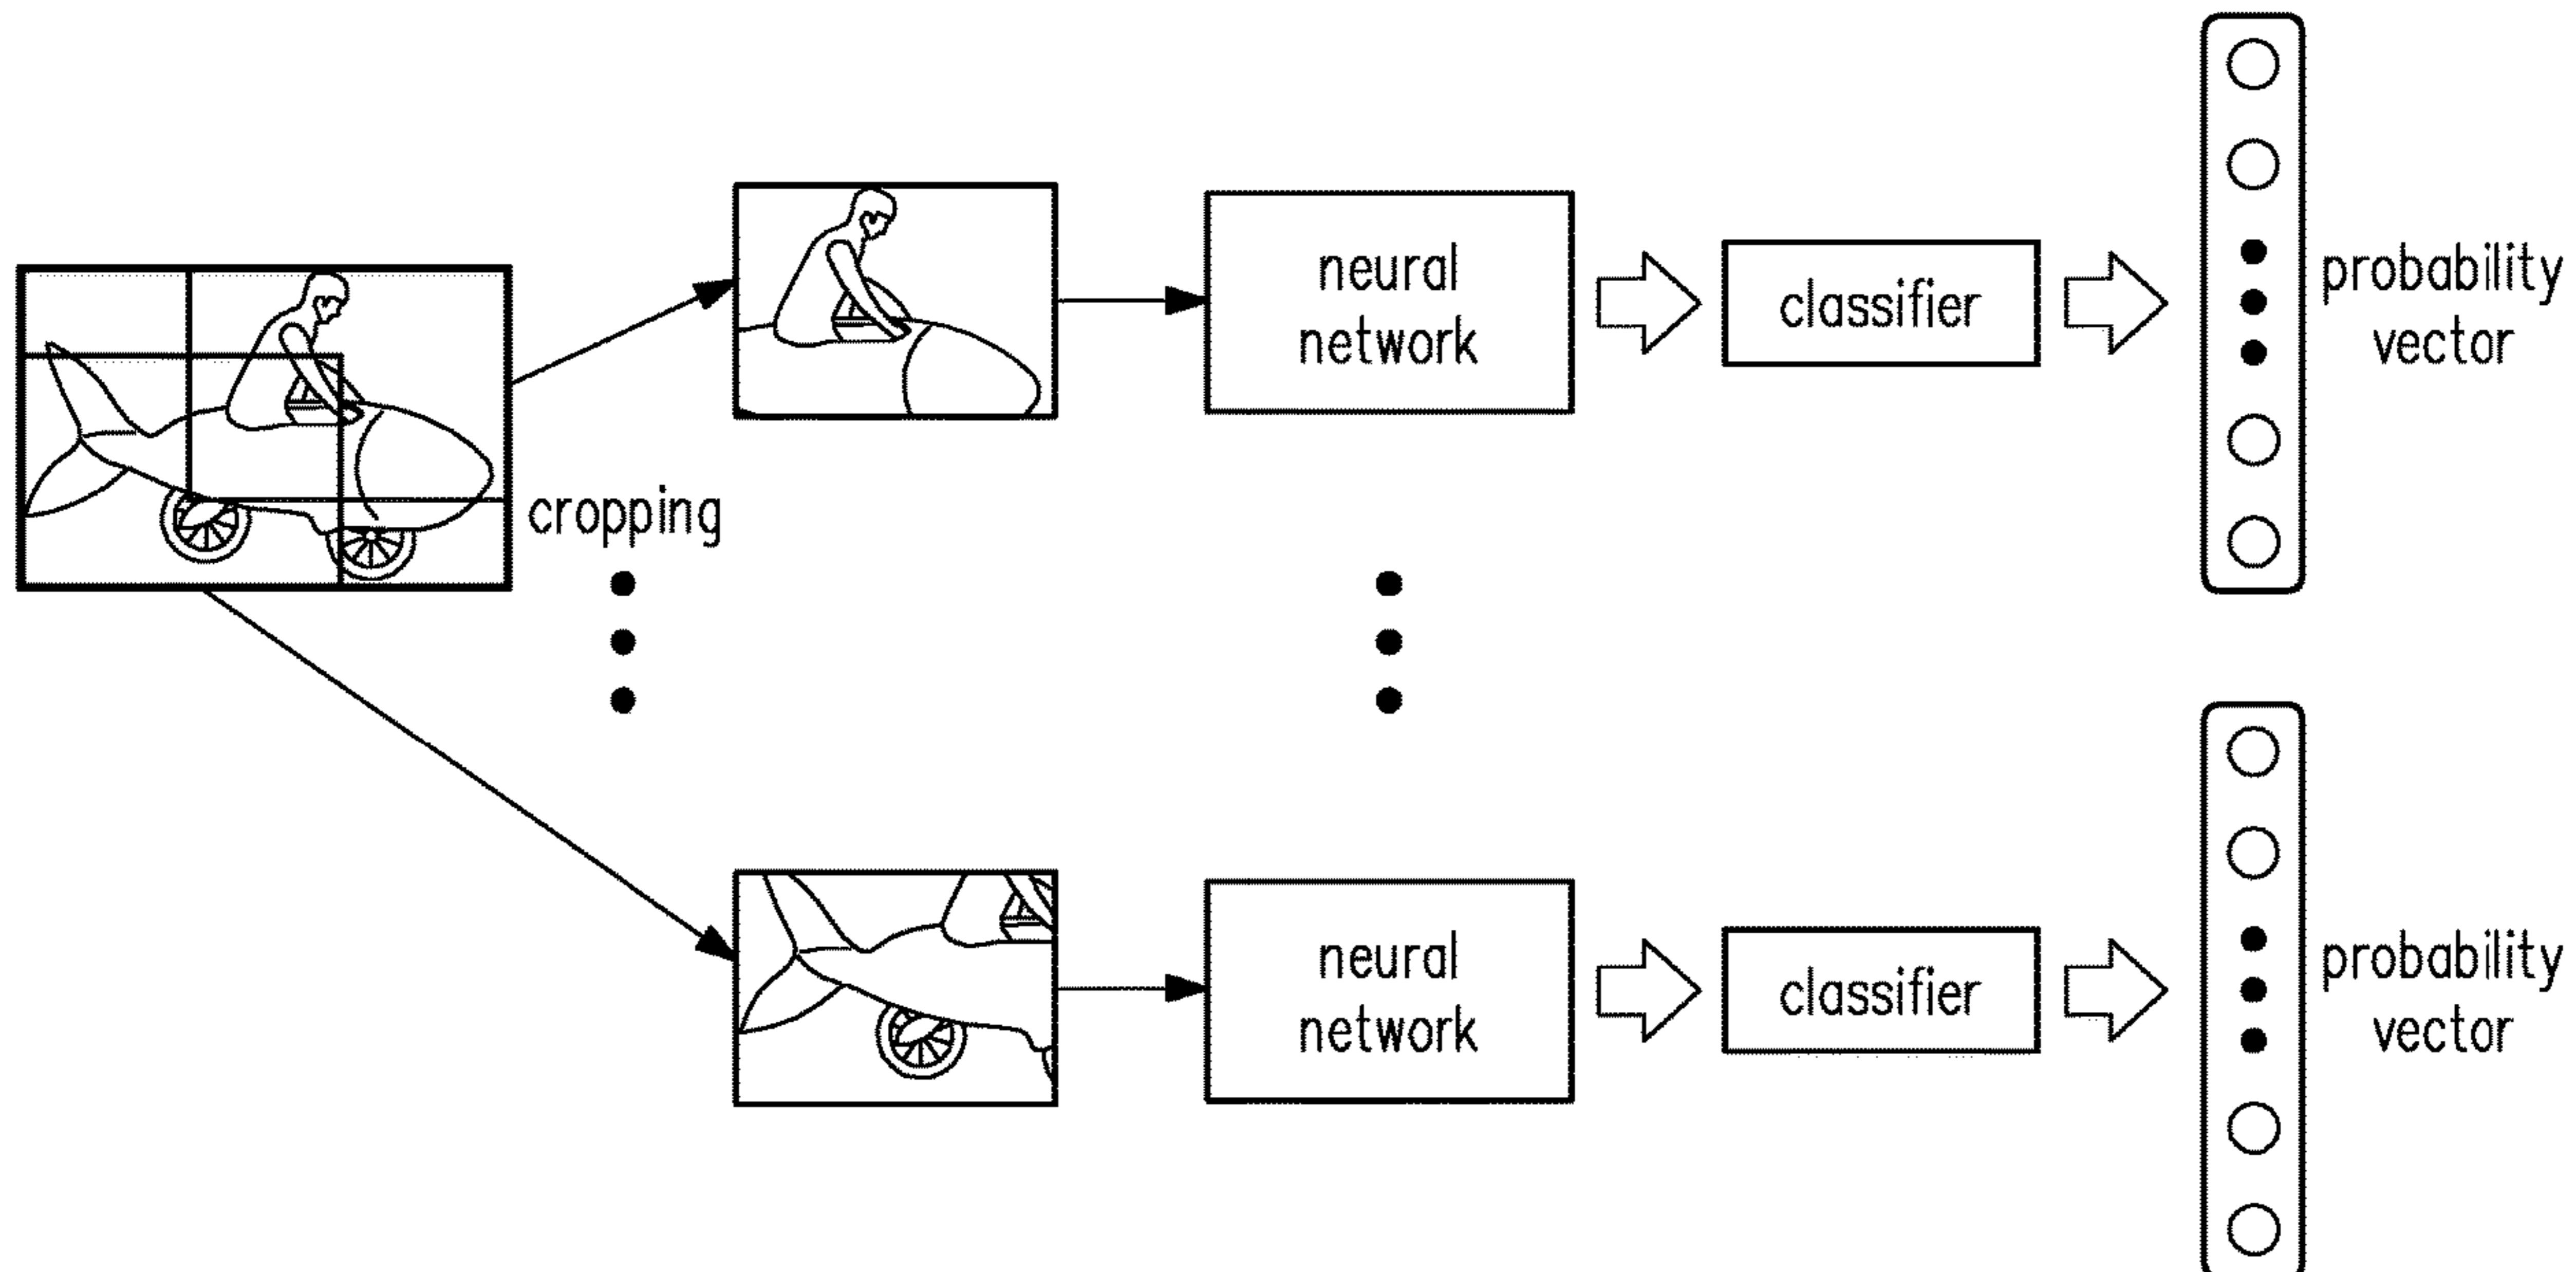 neural
network
classifier
probability
vector
cropping
neural
network
classifier
probability
vector